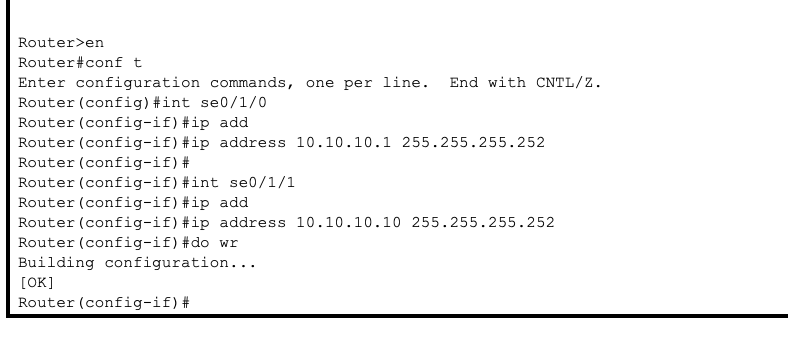 Router>en
Router#conf t
Enter configuration commands, one per line.  End with CNTL/Z.
Router(config)#int se0/1/0
Router(config-if)#ip add
Router(config-if)#ip address 10.10.10.1 255.255.255.252
Router(config-if)#
Router(config-if)#int se0/1/1
Router(config-if)#ip add
Router(config-if)#ip address 10.10.10.10 255.255.255.252
Router(config-if)#do wr
Building configuration...
[OK]
Router(config-if)#